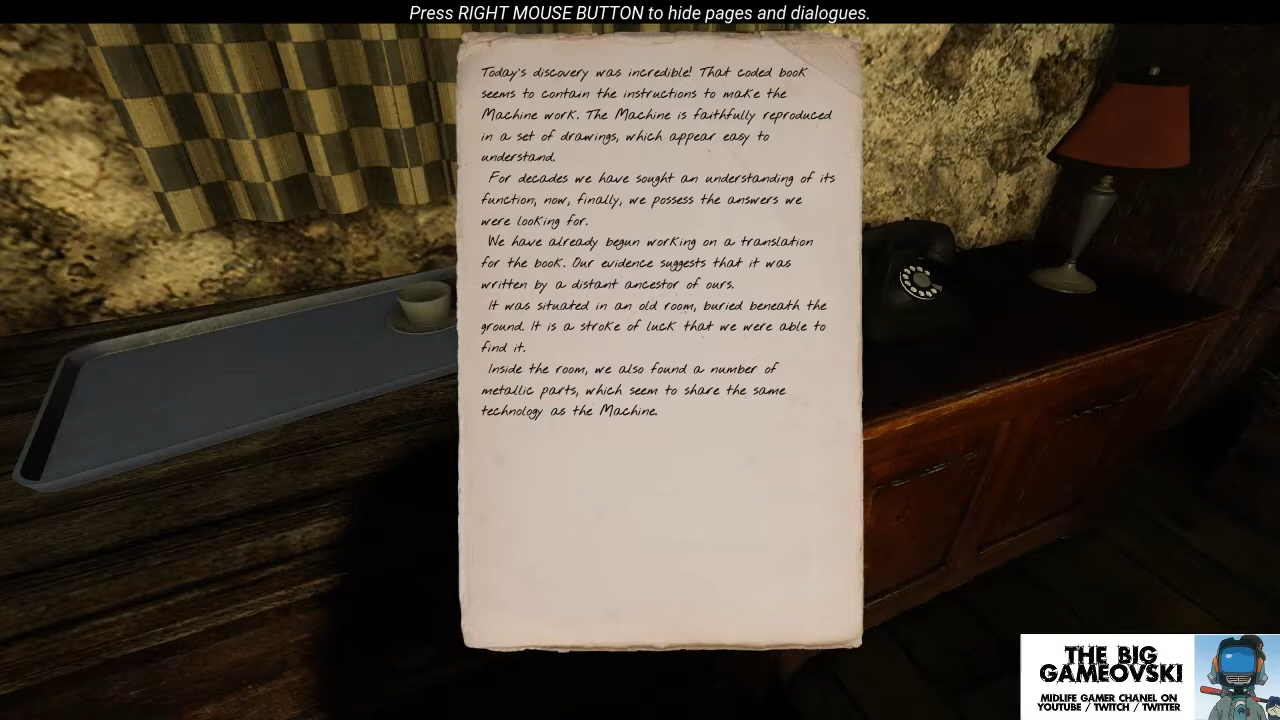 Press RIGHT MOUSE BUTTON to hide pages and dialogues.
Today's discovery was incredible! That coded book
seems to contain the instructions to make the
Machine work. The Machine is faithfully reproduced
in a set of drawings, which appear easy to
understand.
For decades we have sought an understanding of its
function, now, finally, we possess the answers we
were looking for.
We have already begun working on a translation
for the book. Our evidence suggests that it was
written by a distant ancestor of ours.
It was situated in an old room, buried beneath the
ground. It is a stroke of luck that we were able to
find it.
Inside the room, we also found a number of
metallic parts, which seem to share the same
technology as the Machine.
THE BIG
GAMEOVSKI
MIDLIFE GAMER CHANEL ON
YOUTUBE / TWITCH / TWITTER